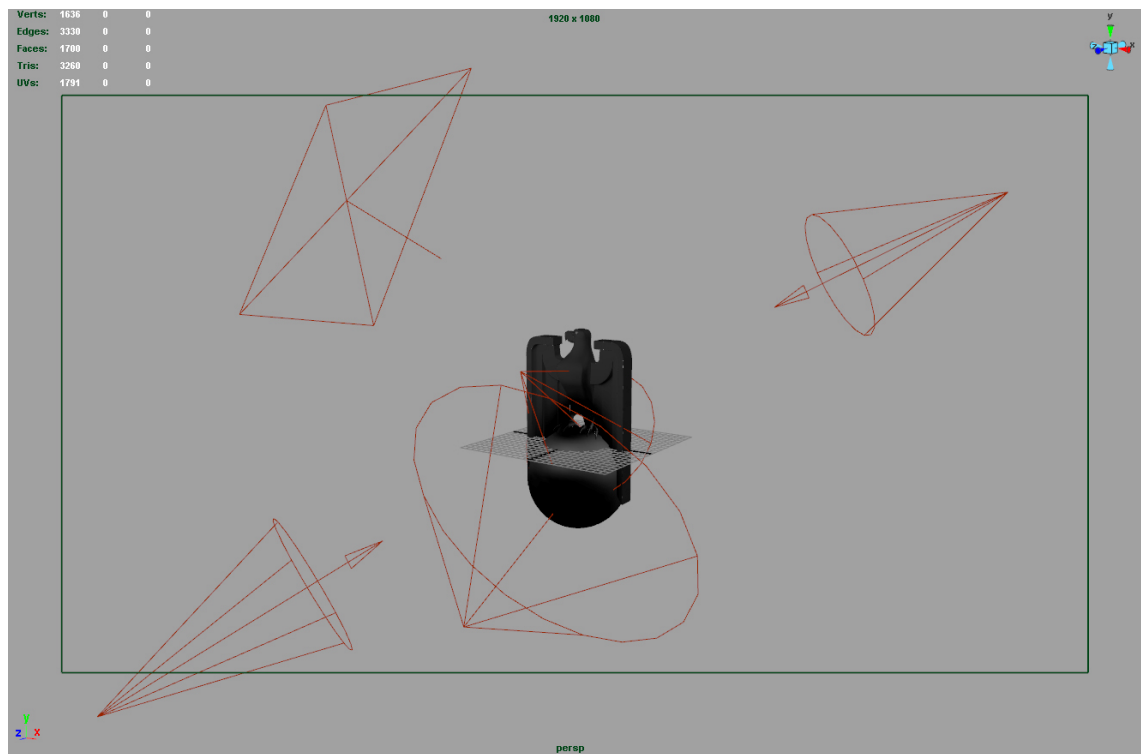 Verts: 1636 0 0
Edges: 3330 0 0
Faces: 1700 0 0
Tris: 3260 0 0
UVs: 1791 0 0
1920 x 1080
y
z x
y
z x
persp